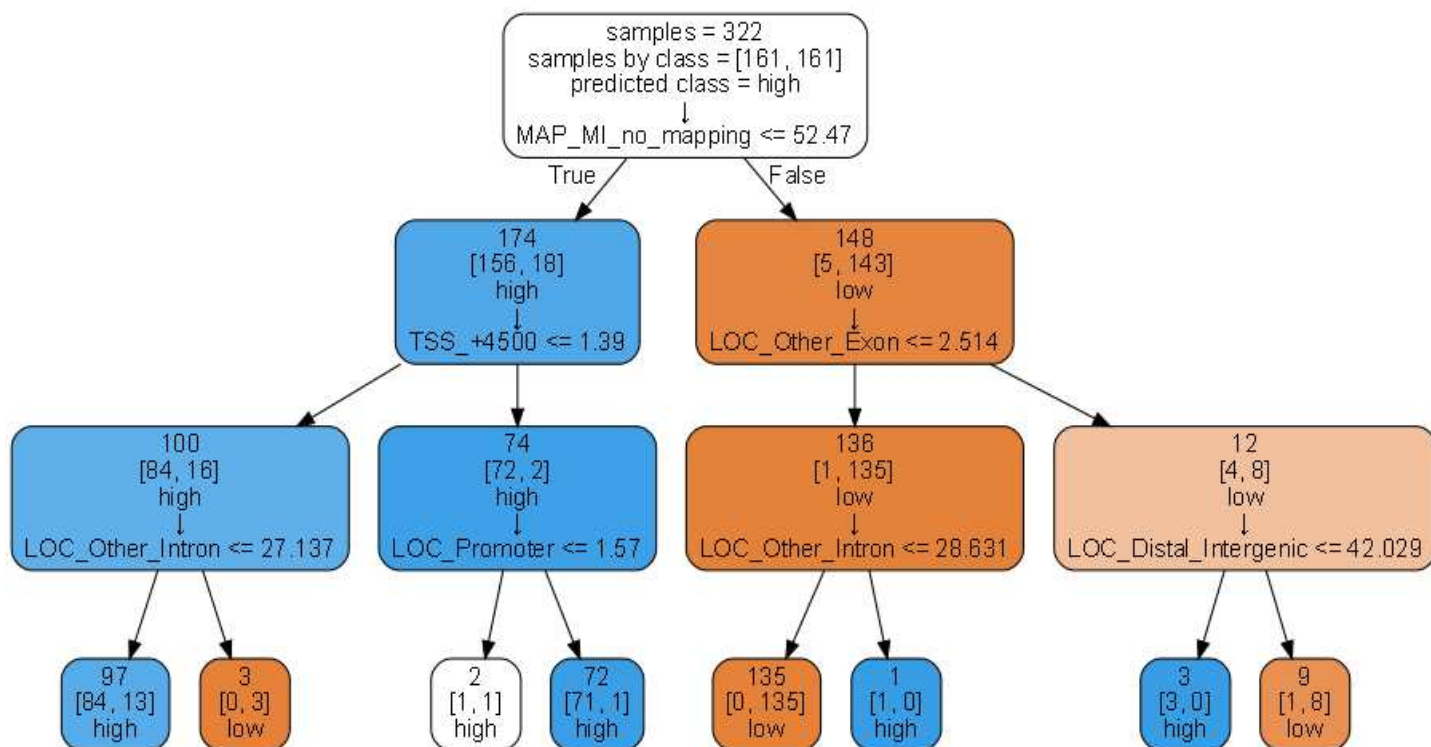 samples = 322
samples by class = [161, 161]
predicted class = high
↓
MAP_MI_no_mapping <= 52.47
True
False
174
[156, 18]
high
↓
TSS_+4500 <= 1.39
148
[5, 143]
low
↓
LOC_Other_Exon <= 2.514
100
[84, 16]
high
↓
LOC_Other_Intron <= 27.137
74
[72, 2]
high
↓
LOC_Promoter <= 1.57
136
[1, 135]
low
↓
LOC_Other_Intron <= 28.631
12
[4, 8]
low
↓
LOC_Distal_Intergenic <= 42.029
97
[84, 13]
high
3
[0, 3]
low
2
[1, 1]
high
72
[71, 1]
high
135
[0, 135]
low
1
[1, 0]
high
3
[3, 0]
high
9
[1, 8]
low